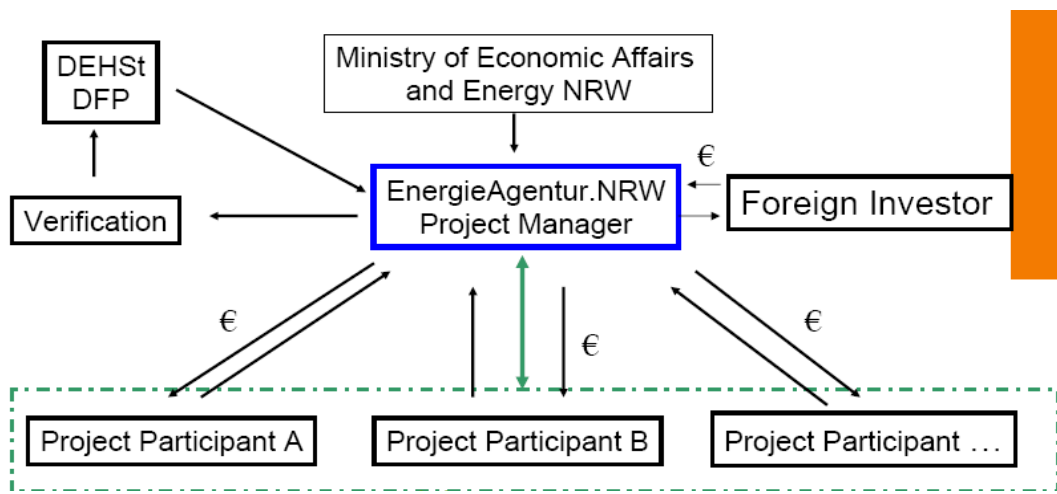 DEHSt
DFP
Ministry of Economic Affairs
and Energy NRW
€
EnergieAgentur.NRW
Project Manager
Foreign Investor
Verification
€
€
€
Project Participant A
Project Participant B
Project Participant …